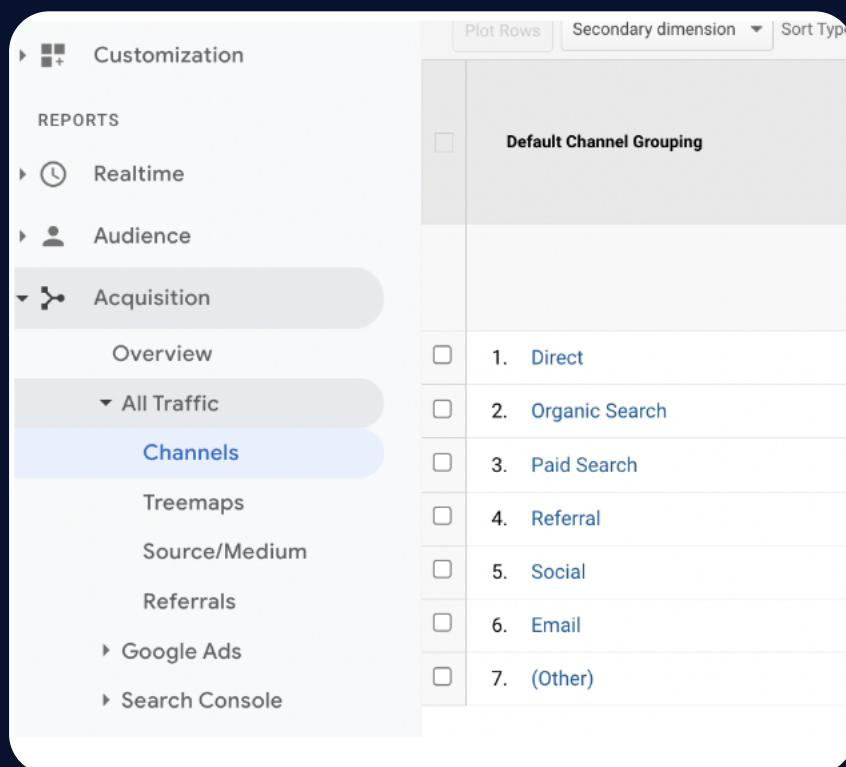 Customization
REPORTS
Realtime
Audience
Acquisition
Overview
All Traffic
Channels
Treemaps
Source/Medium
Referrals
Google Ads
Search Console
Plot Rows
Secondary dimension
Sort Type
Default Channel Grouping
1. Direct
2. Organic Search
3. Paid Search
4. Referral
5. Social
6. Email
7. (Other)